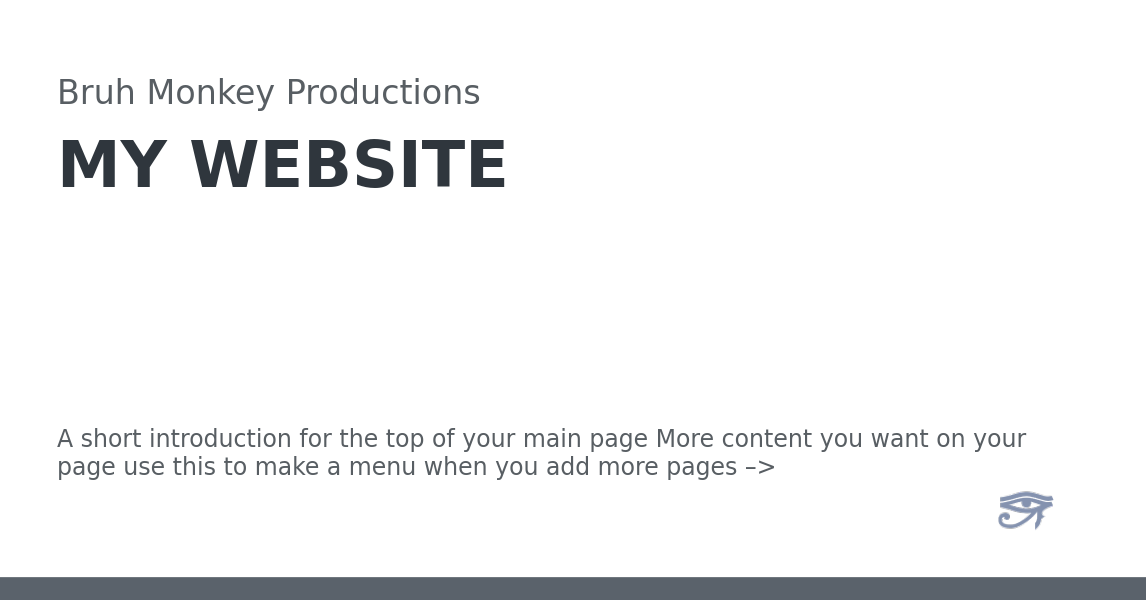 Bruh Monkey Productions
MY WEBSITE
A short introduction for the top of your main page More content you want on your
page use this to make a menu when you add more pages –>